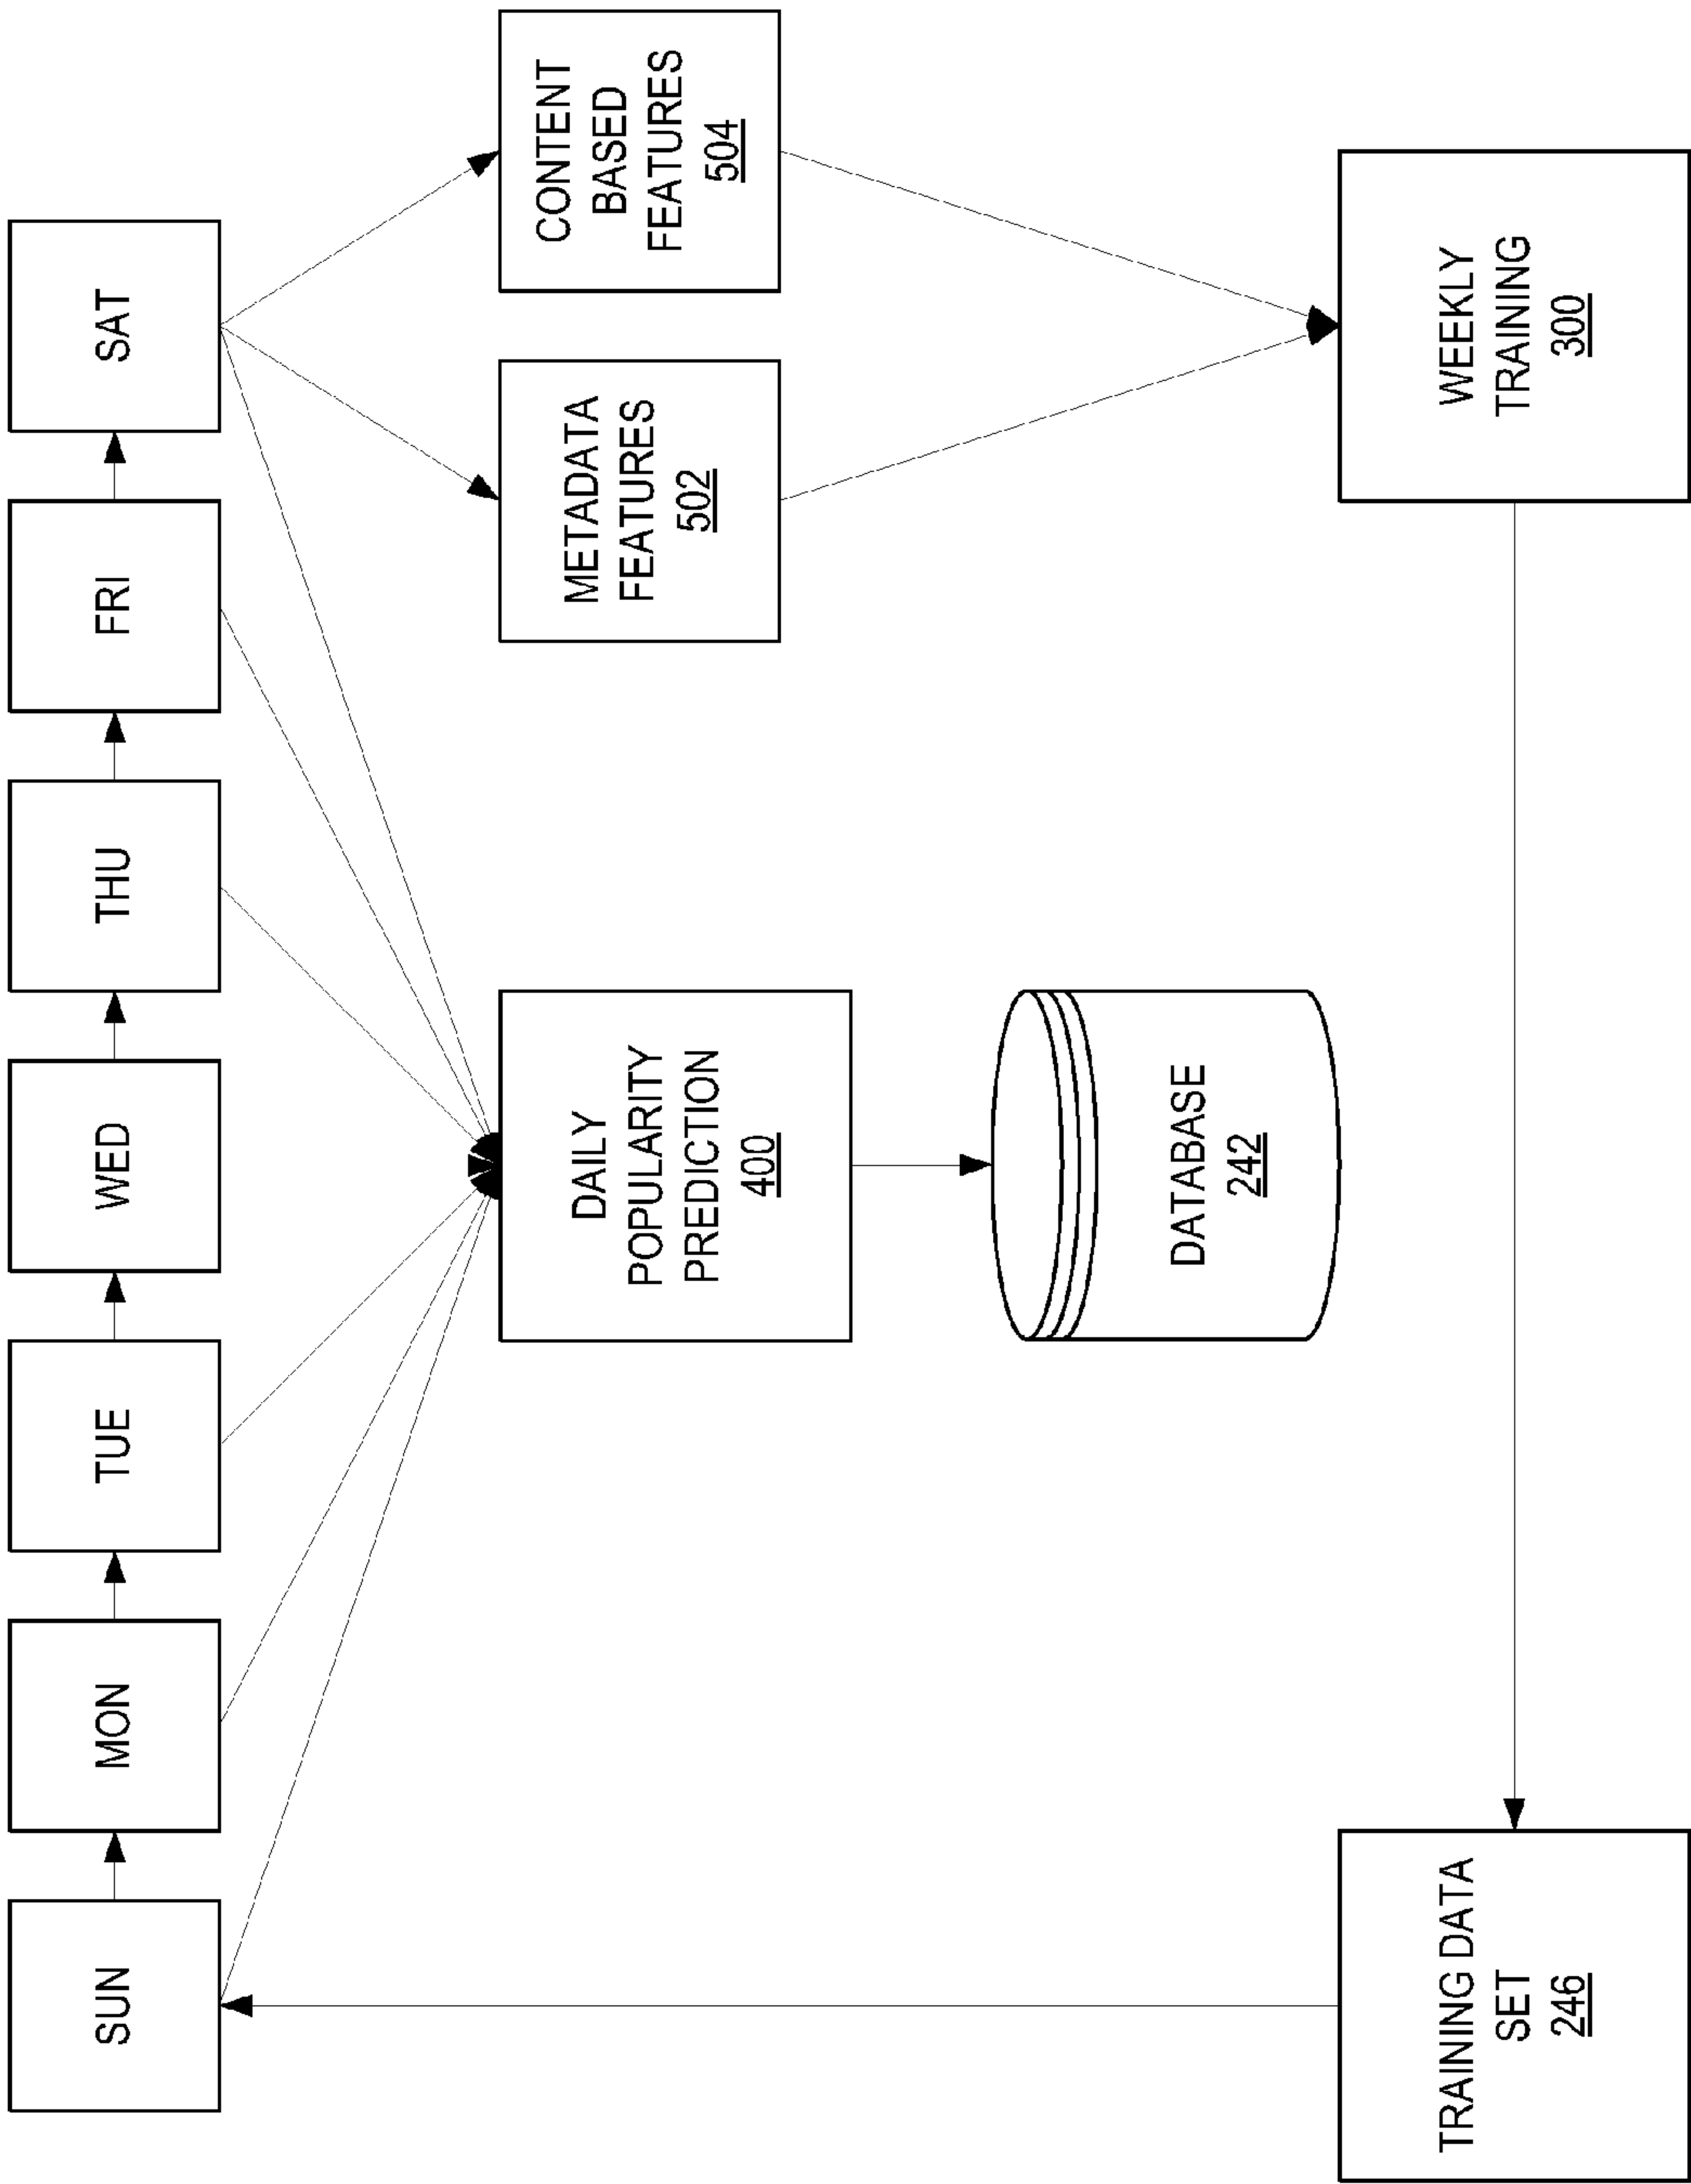 SUN
MON
TUE
WED
THU
FRI
SAT
DAILY
POPULARITY
PREDICTION
400
METADATA
FEATURES
502
CONTENT
BASED
FEATURES
504
DATABASE
242
TRAINING DATA
SET
246
WEEKLY
TRAINING
300